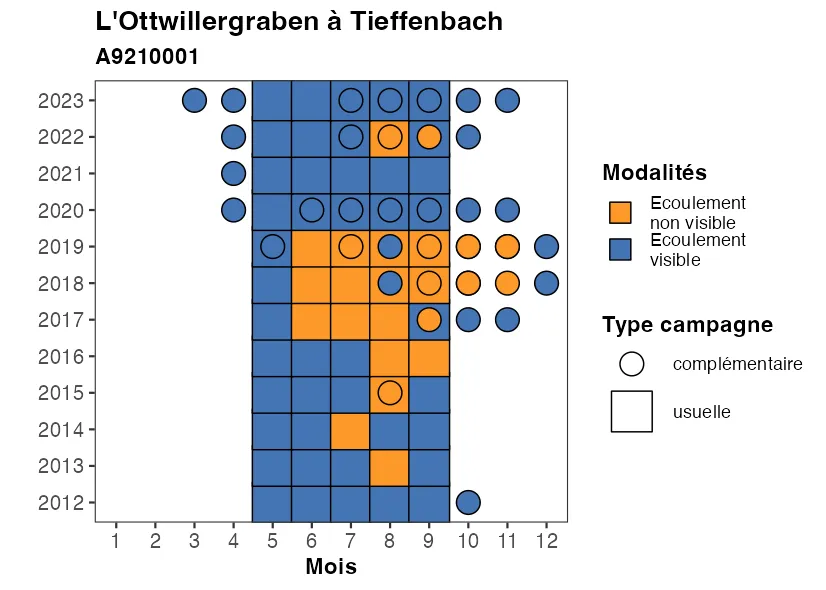 L'Ottwillergraben à Tieffenbach
A9210001
2023
2022
2021
2020
2019
2018
2017
2016
2015
2014
2013
2012
1 2 3 4 5 6 7 8 9 10 11 12
Mois
Modalités
Ecoulement
non visible
Ecoulement
visible
Type campagne
complémentaire
usuelle